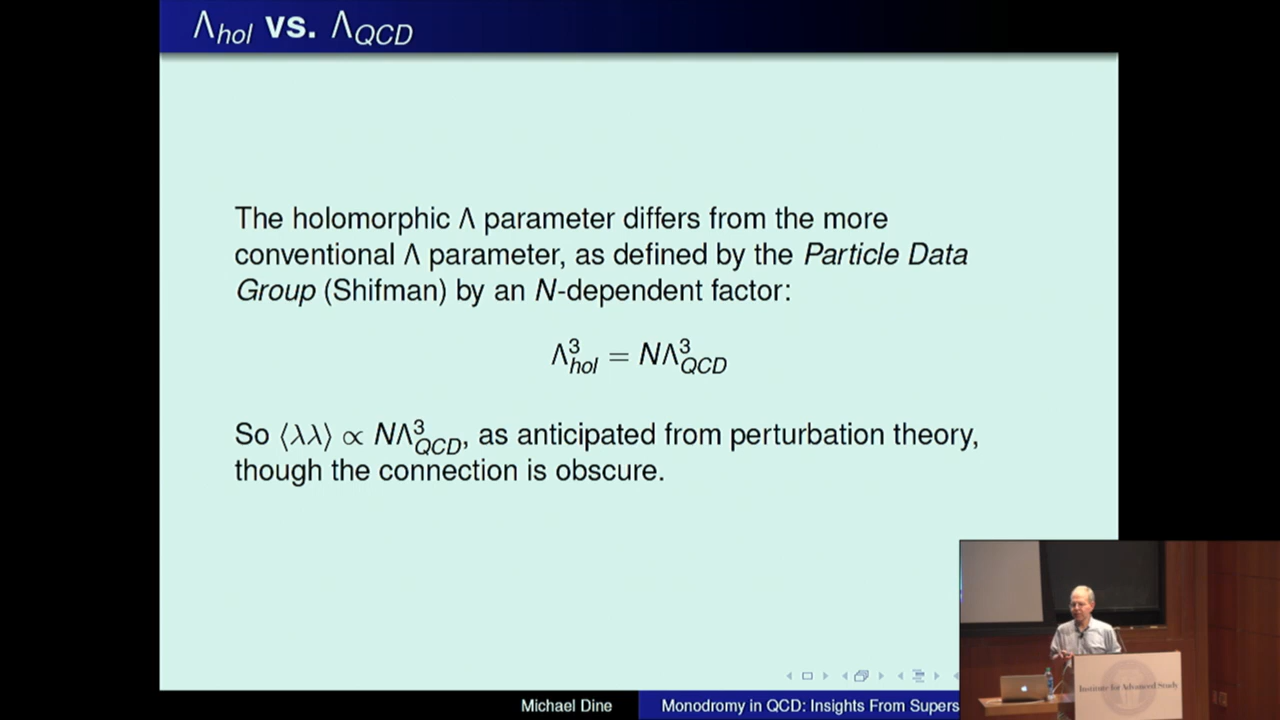 Λhol vs. ΛQCD
The holomorphic Λ parameter differs from the more
conventional Λ parameter, as defined by the Particle Data
Group (Shifman) by an N-dependent factor:
Λ³hol = NΛ³QCD
So ⟨λλ⟩ ∝ NΛ³QCD, as anticipated from perturbation theory,
though the connection is obscure.
Michael Dine
Monodromy in QCD: Insights From Supers
Institute for Advanced Study